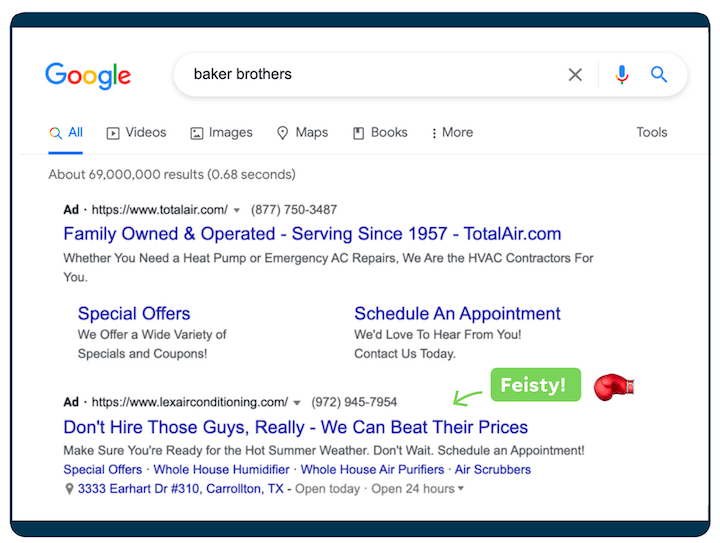 Google
baker brothers
All Videos Images Maps Books More Tools
About 69,000,000 results (0.68 seconds)
Ad · https://www.totalair.com/ (877) 750-3487
Family Owned & Operated - Serving Since 1957 - TotalAir.com
Whether You Need a Heat Pump or Emergency AC Repairs, We Are the HVAC Contractors For
You.
Special Offers Schedule An Appointment
We Offer a Wide Variety of We'd Love To Hear From You!
Specials and Coupons! Contact Us Today.
Feisty!
Ad · https://www.lexairconditioning.com/ (972) 945-7954
Don't Hire Those Guys, Really - We Can Beat Their Prices
Make Sure You're Ready for the Hot Summer Weather. Don't Wait. Schedule an Appointment!
Special Offers · Whole House Humidifier · Whole House Air Purifiers · Air Scrubbers
3333 Earhart Dr #310, Carrollton, TX - Open today · Open 24 hours